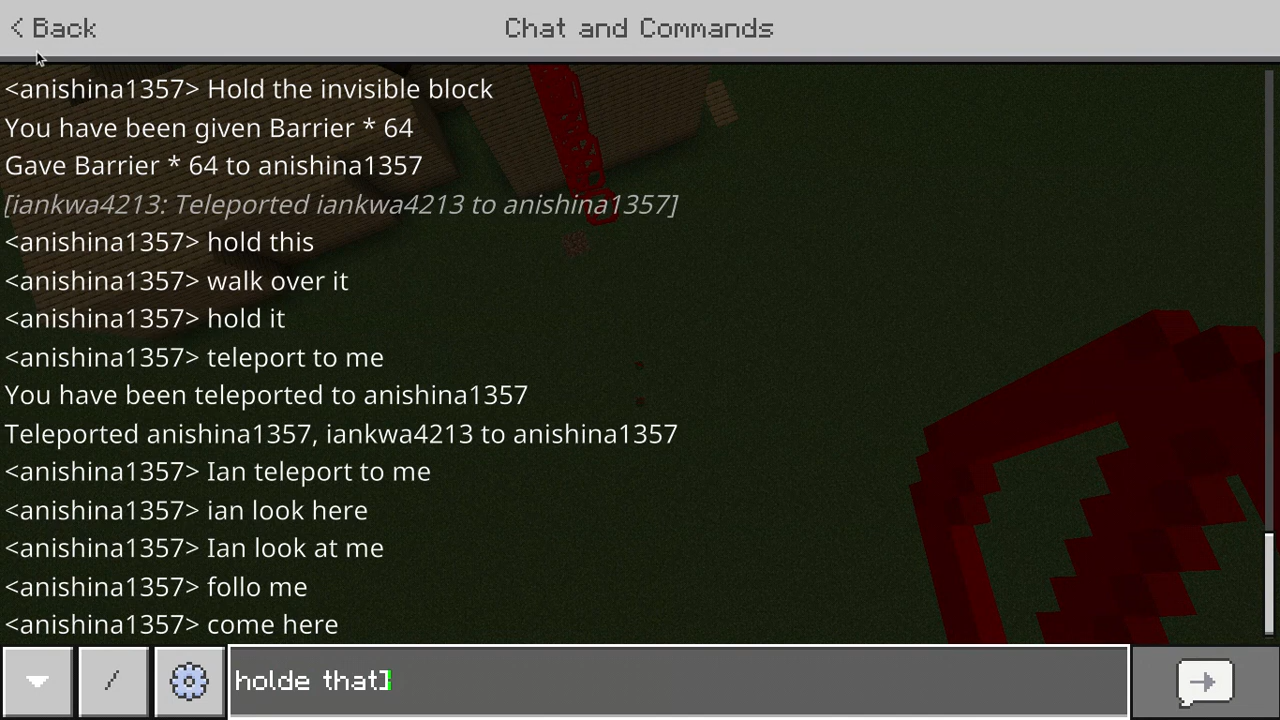 < Back
Chat and Commands
<anishina1357> Hold the invisible block
You have been given Barrier * 64
Gave Barrier * 64 to anishina1357
[iankwa4213: Teleported iankwa4213 to anishina1357]
<anishina1357> hold this
<anishina1357> walk over it
<anishina1357> hold it
<anishina1357> teleport to me
You have been teleported to anishina1357
Teleported anishina1357, iankwa4213 to anishina1357
<anishina1357> Ian teleport to me
<anishina1357> ian look here
<anishina1357> Ian look at me
<anishina1357> follo me
<anishina1357> come here
/
holde that]